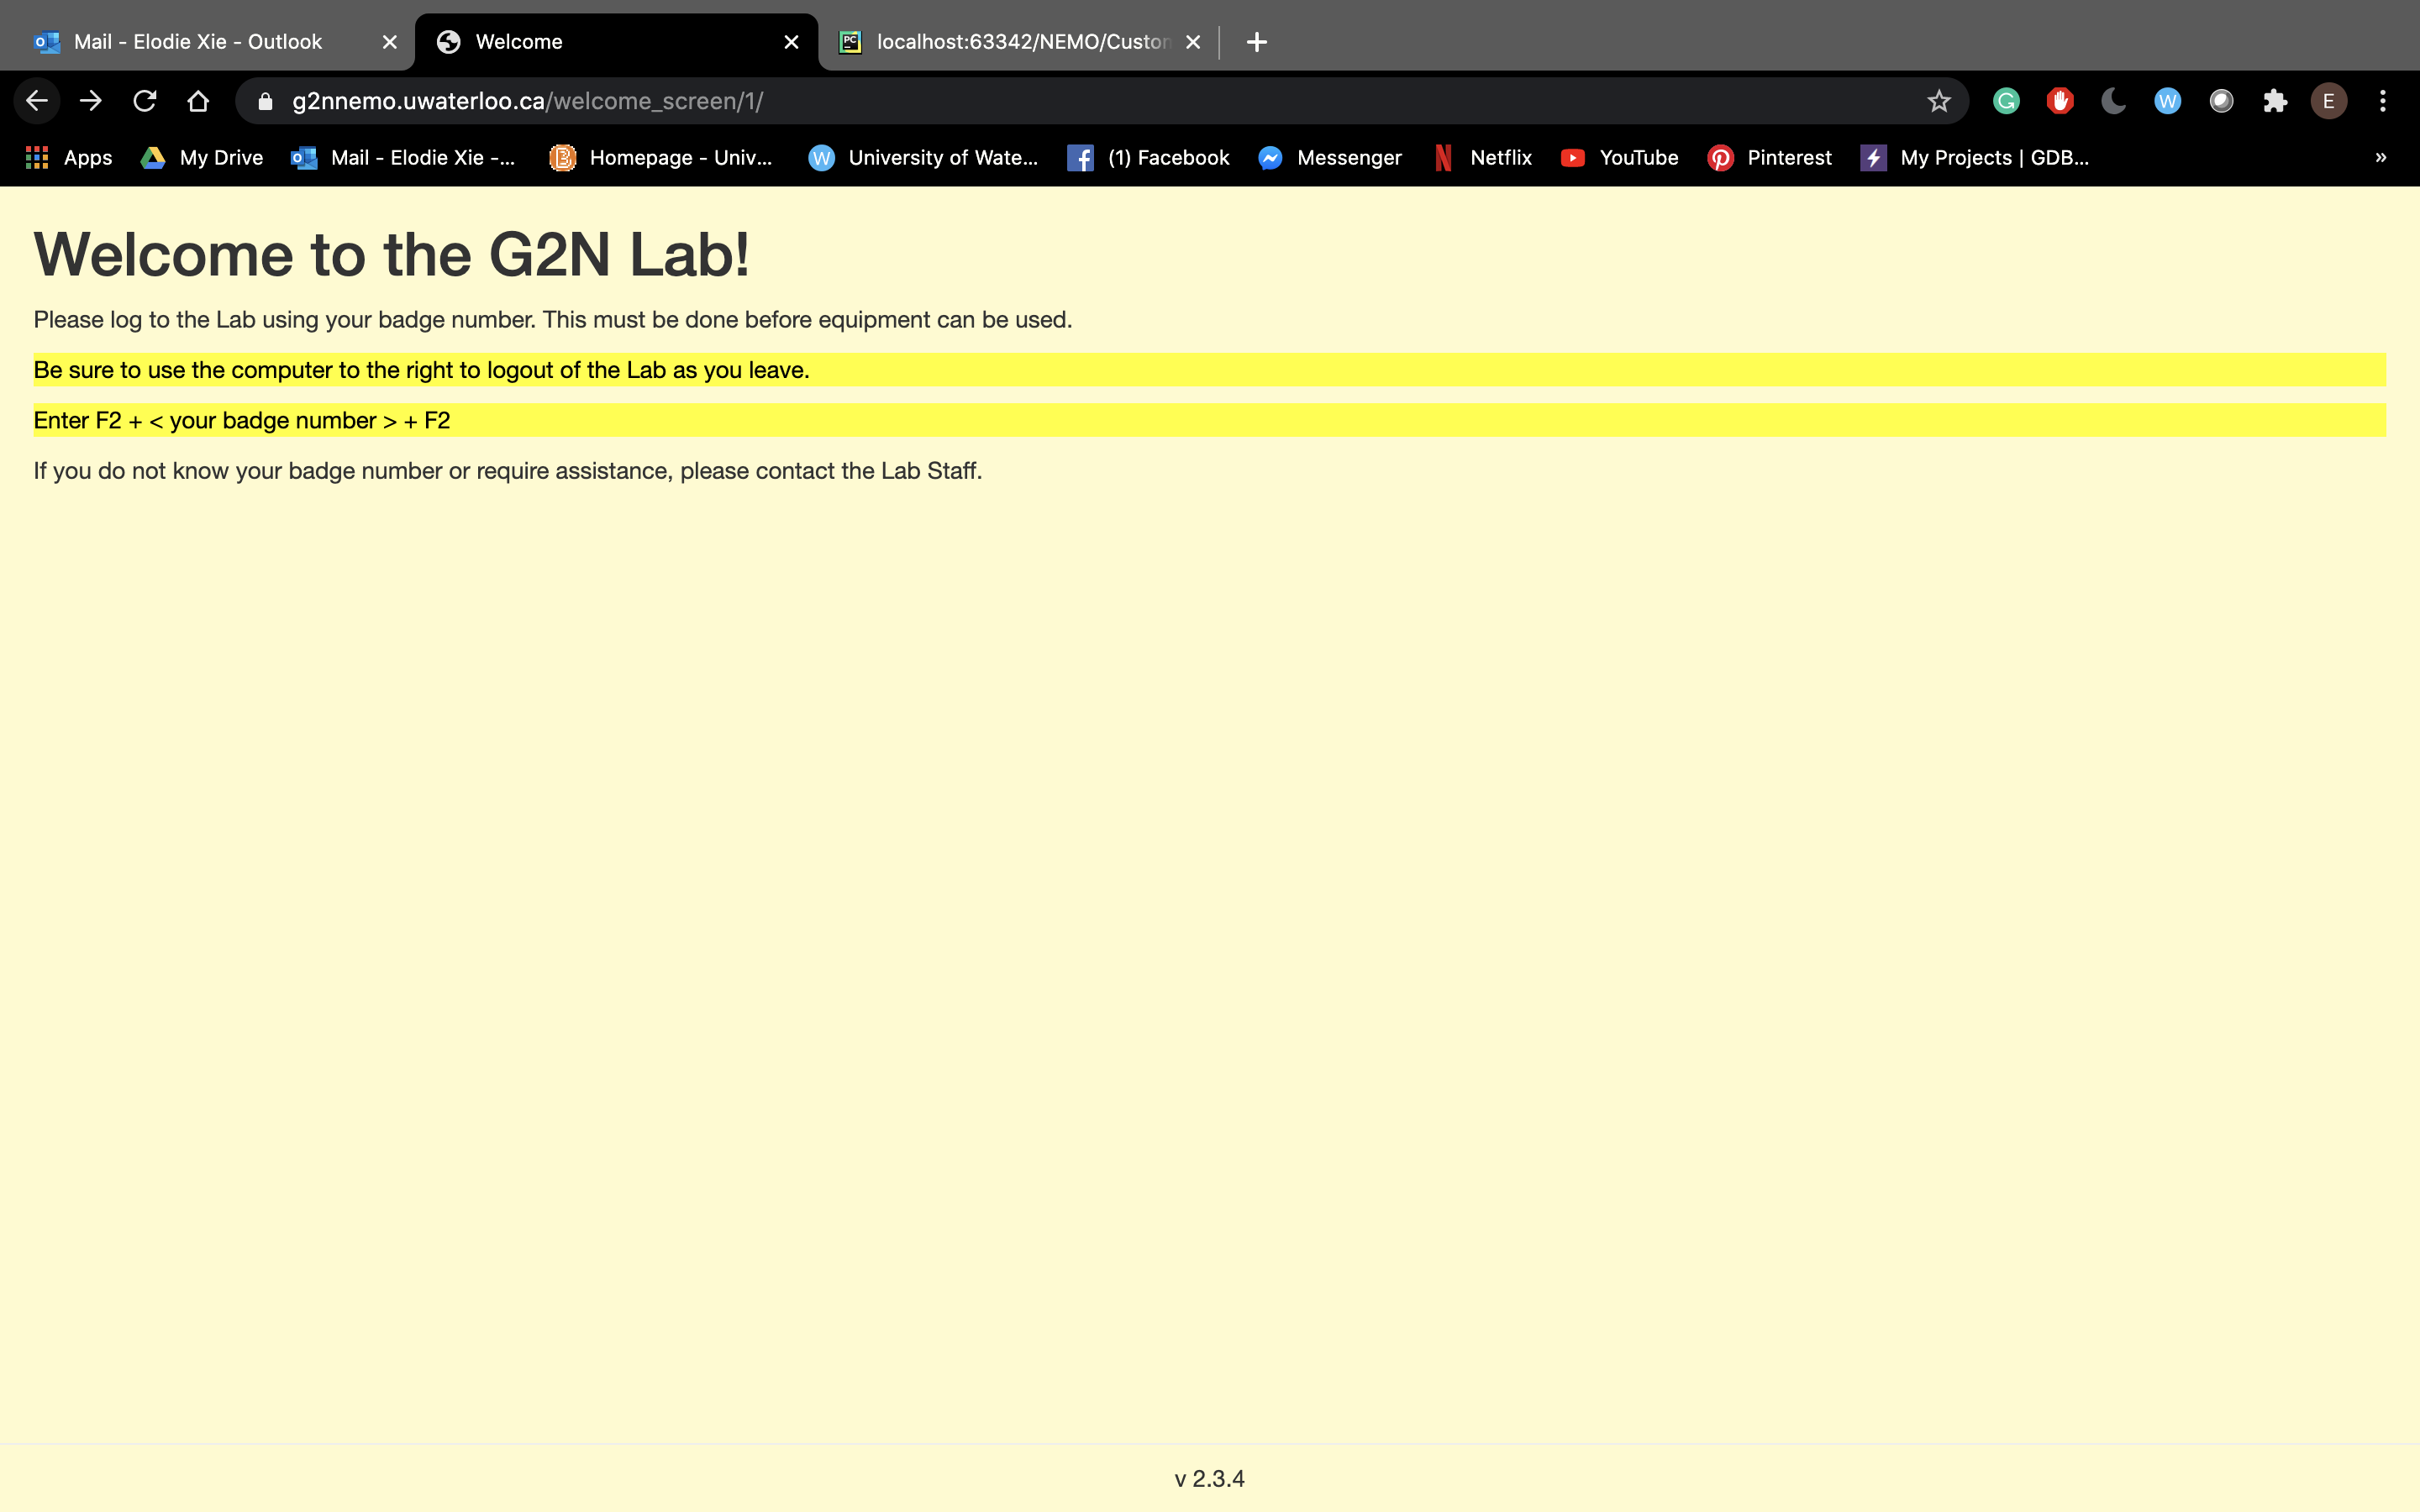 Mail - Elodie Xie - Outlook
Welcome
localhost:63342/NEMO/Custon
g2nnemo.uwaterloo.ca/welcome_screen/1/
E
Apps
My Drive
Mail - Elodie Xie -...
Homepage - Univ...
University of Wate...
(1) Facebook
Messenger
Netflix
YouTube
Pinterest
My Projects | GDB...
»
Welcome to the G2N Lab!
Please log to the Lab using your badge number. This must be done before equipment can be used.
Be sure to use the computer to the right to logout of the Lab as you leave.
Enter F2 + < your badge number > + F2
If you do not know your badge number or require assistance, please contact the Lab Staff.
v 2.3.4